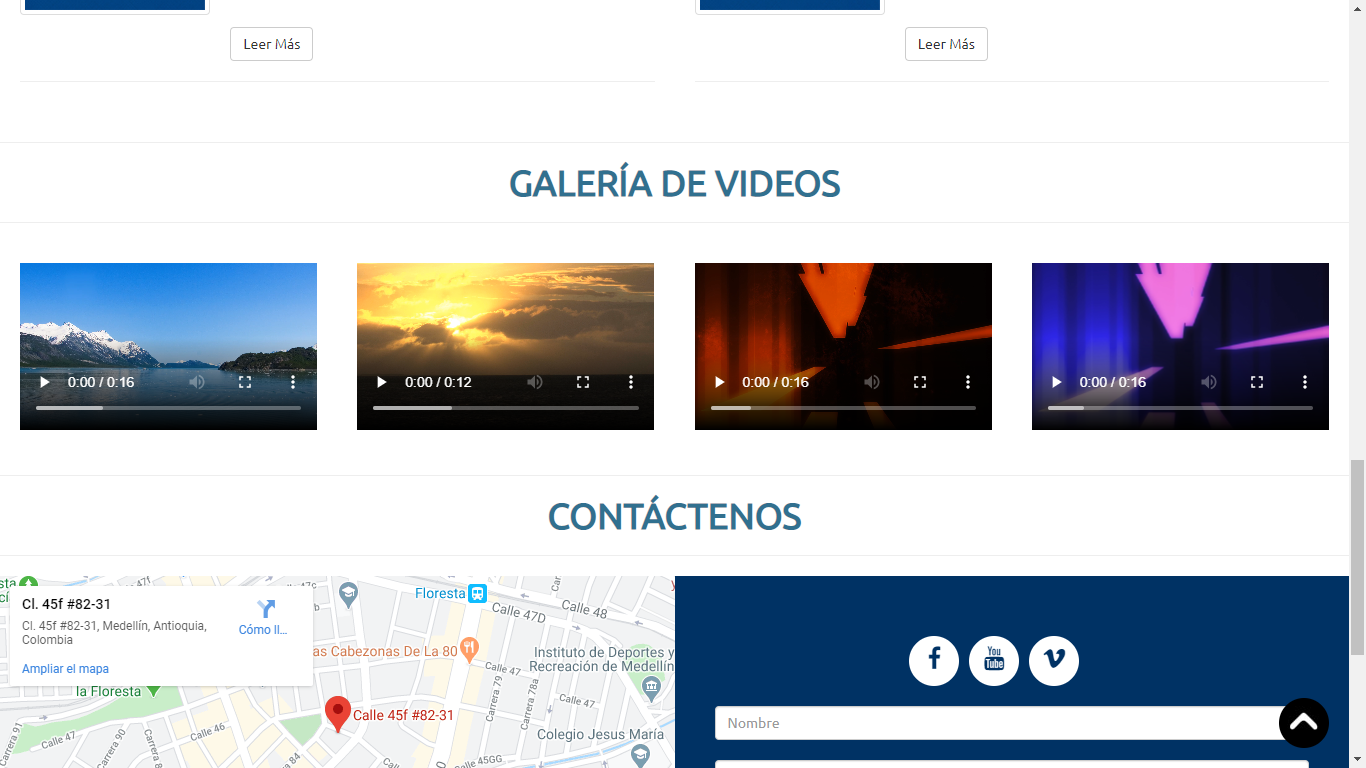 Leer Más
Leer Más
GALERÍA DE VIDEOS
0:00 / 0:16
0:00 / 0:12
0:00 / 0:16
0:00 / 0:16
CONTÁCTENOS
Cl. 45f #82-31
Cl. 45f #82-31, Medellín, Antioquia,
Colombia
Cómo ll...
Ampliar el mapa
la Floresta
Floresta
Calle 47D
Calle 48
as Cabezonas De La 80
Instituto de Deportes y
Recreación de Medellín
Carrera 79
Carrera 78a
Calle 45f #82-31
Colegio Jesus María
Calle 46
Calle 47
Carrera 91
Carrera 90
Calle 45GG
You
Tube
Nombre